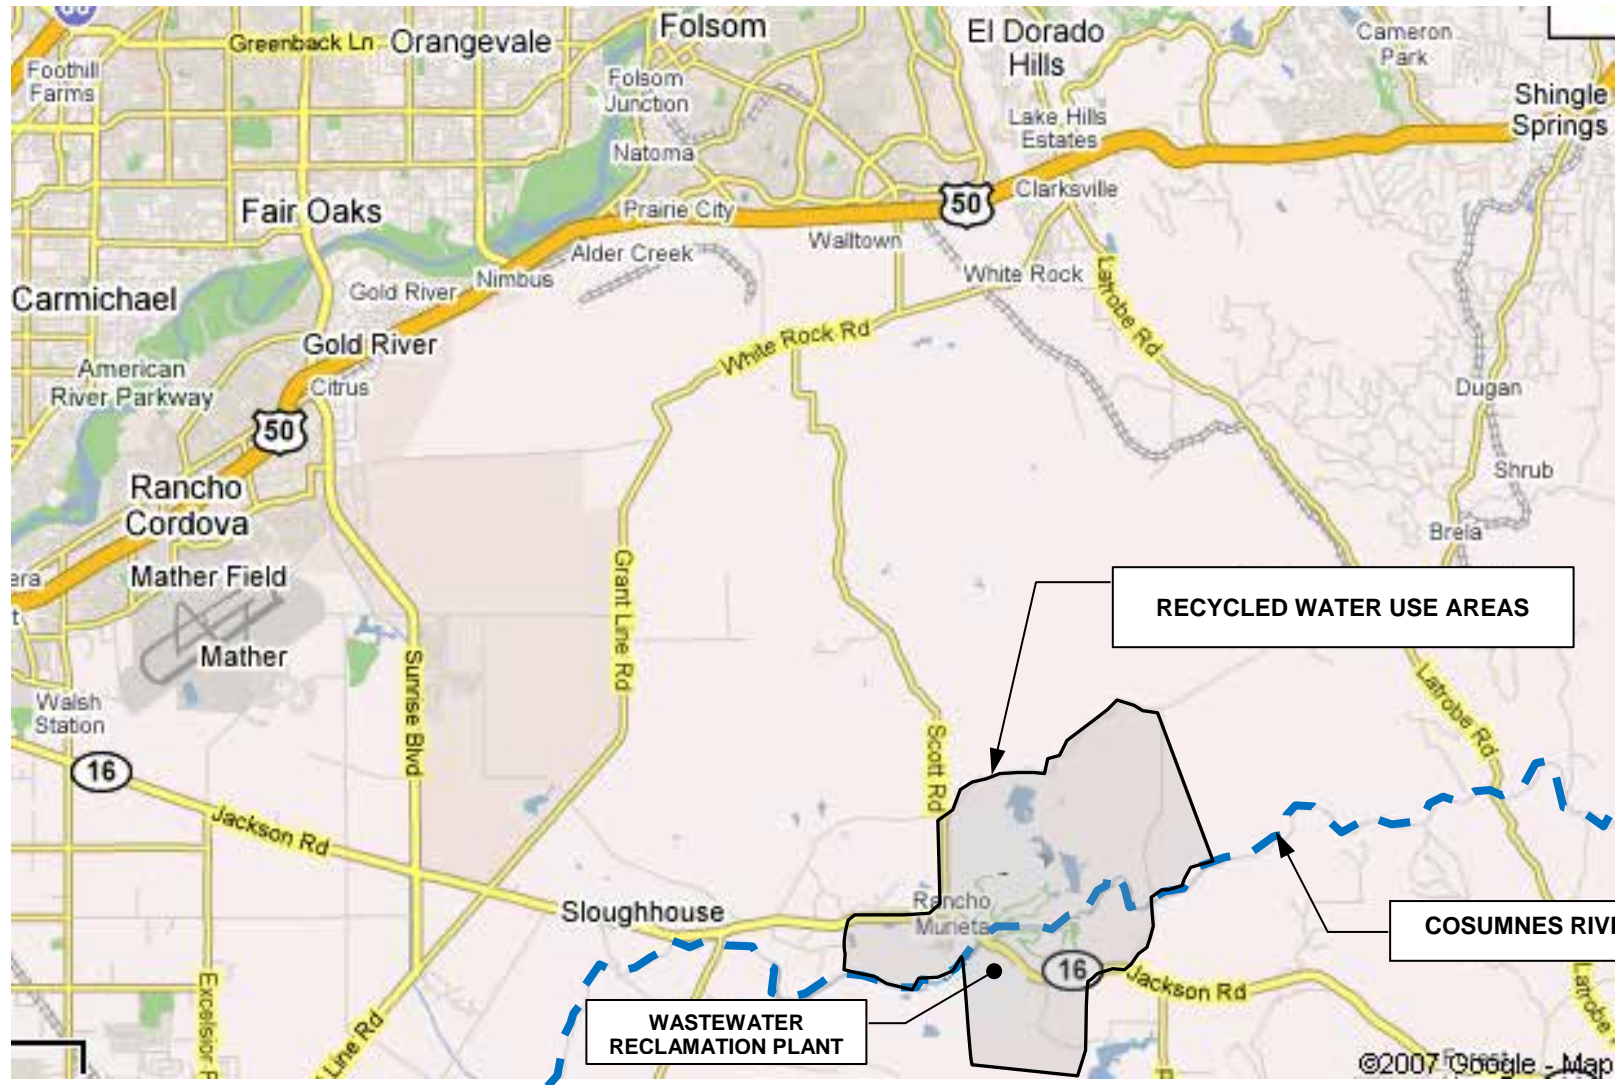 Folsom
El Dorado
Hills
Cameron
Park
Greenback Ln
Orangevale
Foothill
Farms
Folsom
Junction
Shingle
Springs
Lake Hills
Estates
Natoma
Clarksville
50
Fair Oaks
Prairie City
Walltown
Alder Creek
White Rock
Nimbus
Gold River
Carmichael
Latrobe Rd
White Rock Rd
Gold River
American
River Parkway
Citrus
Dugan
50
Shrub
Rancho
Cordova
Brela
Mather Field
Grant Line Rd
RECYCLED WATER USE AREAS
Mather
Sunrise Blvd
Walsh
Station
Latrobe Rd
Scott Rd
16
Jackson Rd
Rancho
Murieta
Sloughhouse
COSUMNES RIV
16
Jackson Rd
Excelsior
Latrobe
WASTEWATER
RECLAMATION PLANT
Line Rd
©2007 Google - Map